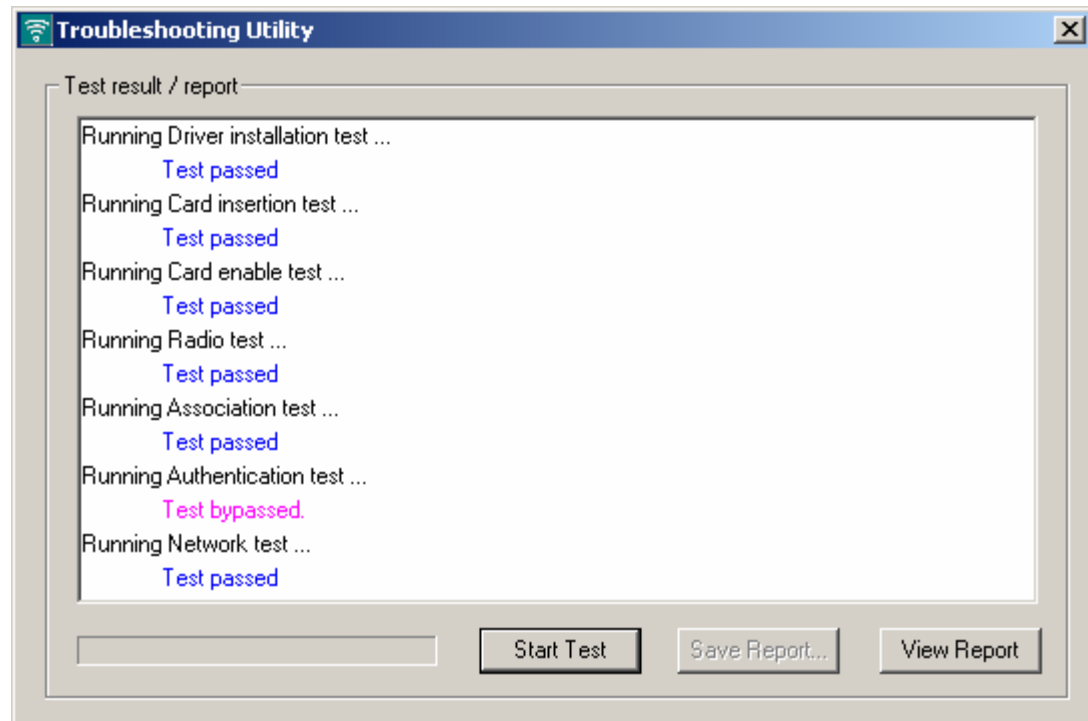 Troubleshooting Utility
Test result / report
Running Driver installation test ...
Test passed
Running Card insertion test ...
Test passed
Running Card enable test ...
Test passed
Running Radio test ...
Test passed
Running Association test ...
Test passed
Running Authentication test ...
Test bypassed.
Running Network test ...
Test passed
Start Test
Save Report...
View Report